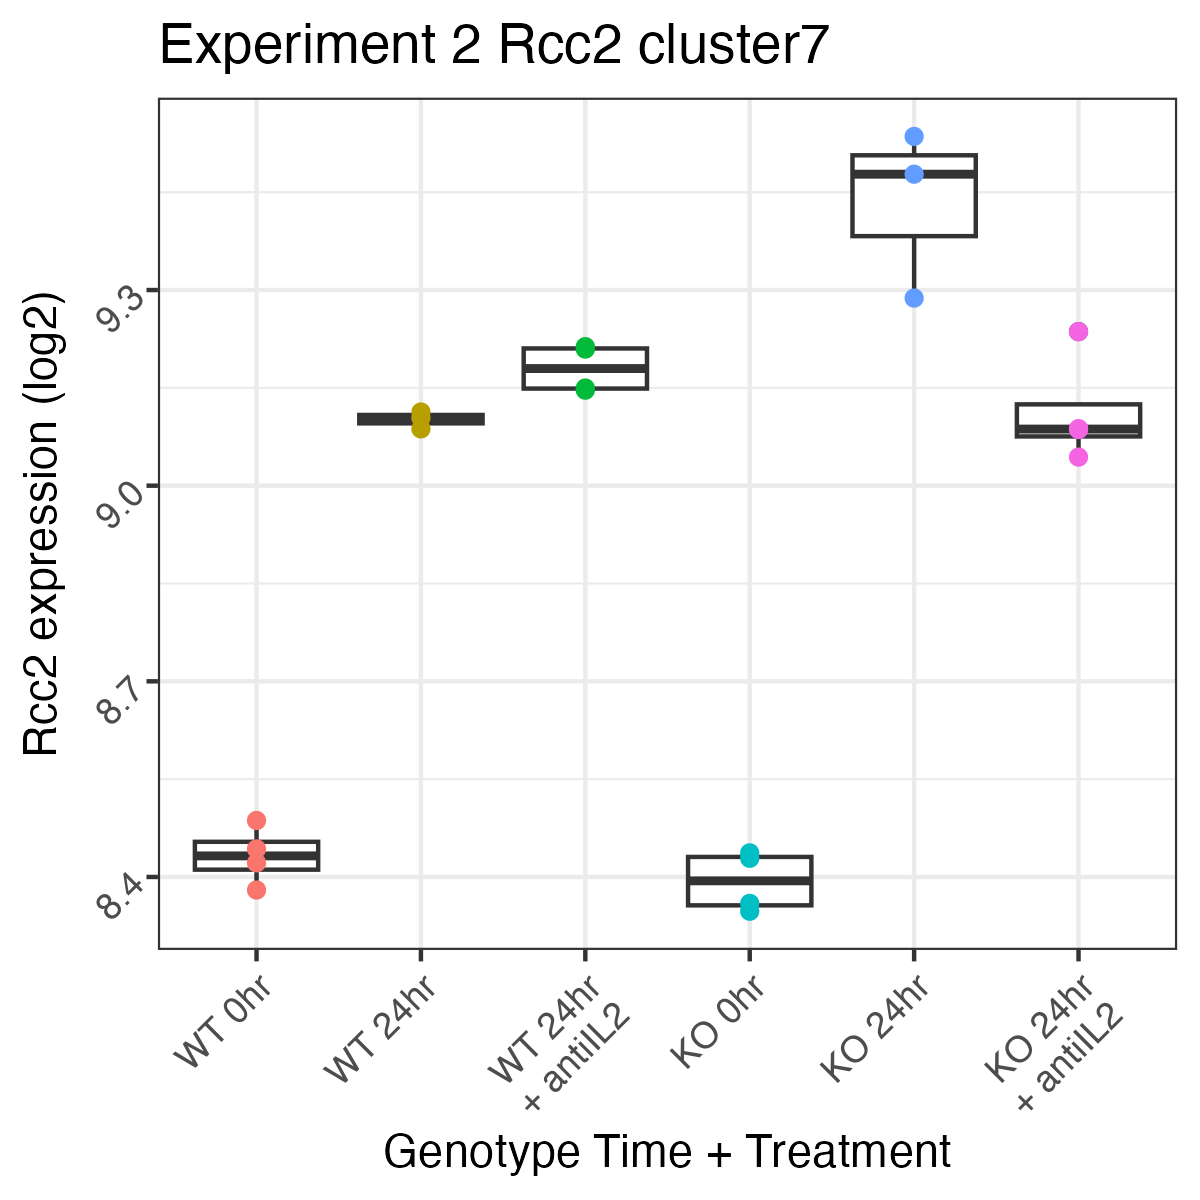 Experiment 2 Rcc2 cluster7
Rcc2 expression (log2)
9.3
9.0
8.7
8.4
WT 0hr
WT 24hr
WT 24hr
+ antiIL2
KO 0hr
KO 24hr
KO 24hr
+ antiIL2
Genotype Time + Treatment